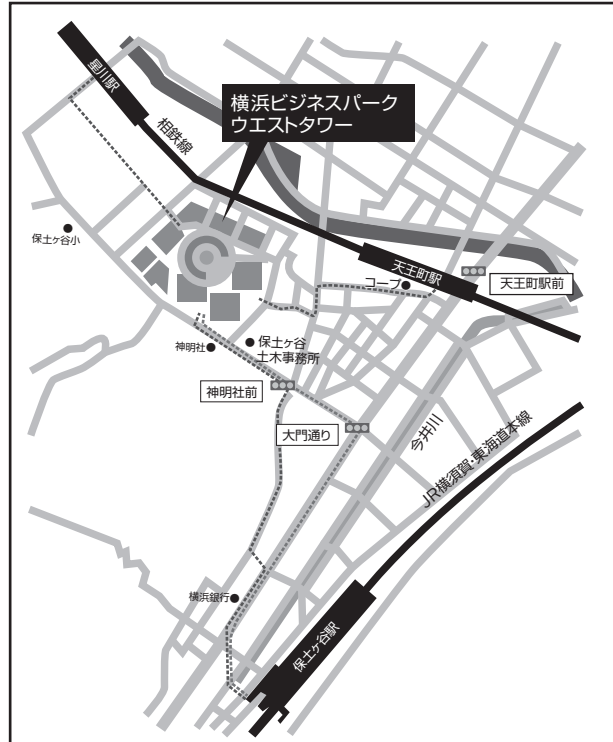 星川駅
横浜ビジネスパーク
ウエストタワー
相鉄線
保土ヶ谷小
天王町駅
天王町駅前
コープ
神明社
保土ヶ谷
土木事務所
神明社前
大門通り
今井川
JR横須賀・東海道本線
横浜銀行
保土ヶ谷駅